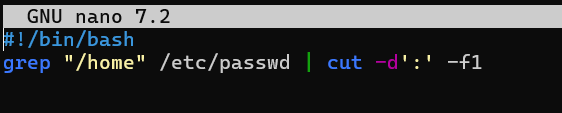 GNU nano 7.2
#!/bin/bash
grep "/home" /etc/passwd | cut -d':' -f1